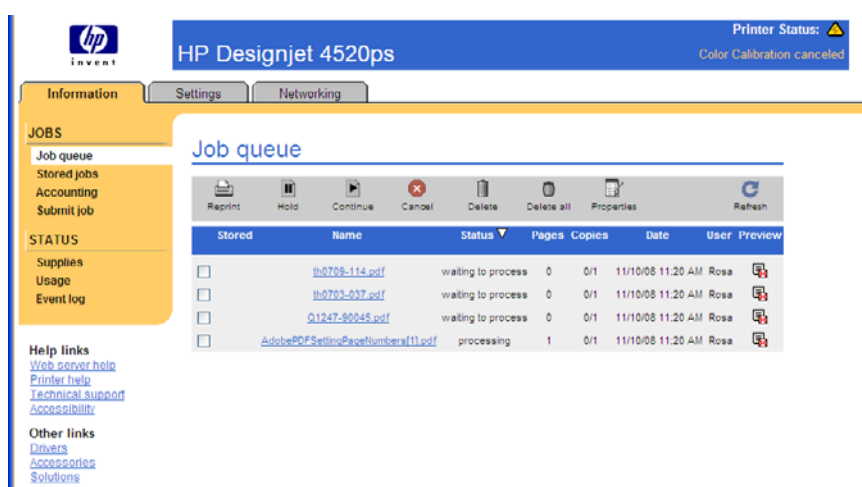 hp
invent
HP Designjet 4520ps
Printer Status:
Color Calibration canceled
Information Settings Networking
JOBS
Job queue
Stored jobs
Accounting
Submit job
STATUS
Supplies
Usage
Event log
Help links
Web server help
Printer help
Technical support
Accessibility
Other links
Drivers
Accessories
Solutions
Job queue
Reprint Hold Continue Cancel Delete Delete all Properties Refresh
Stored Name Status Pages Copies Date User Preview
th0709-114.pdf waiting to process 0 0/1 11/10/08 11:20 AM Rosa
th0703-037.pdf waiting to process 0 0/1 11/10/08 11:20 AM Rosa
Q1247-90045.pdf waiting to process 0 0/1 11/10/08 11:20 AM Rosa
AdobePDFSettingPageNumbers[1].pdf processing 1 0/1 11/10/08 11:20 AM Rosa